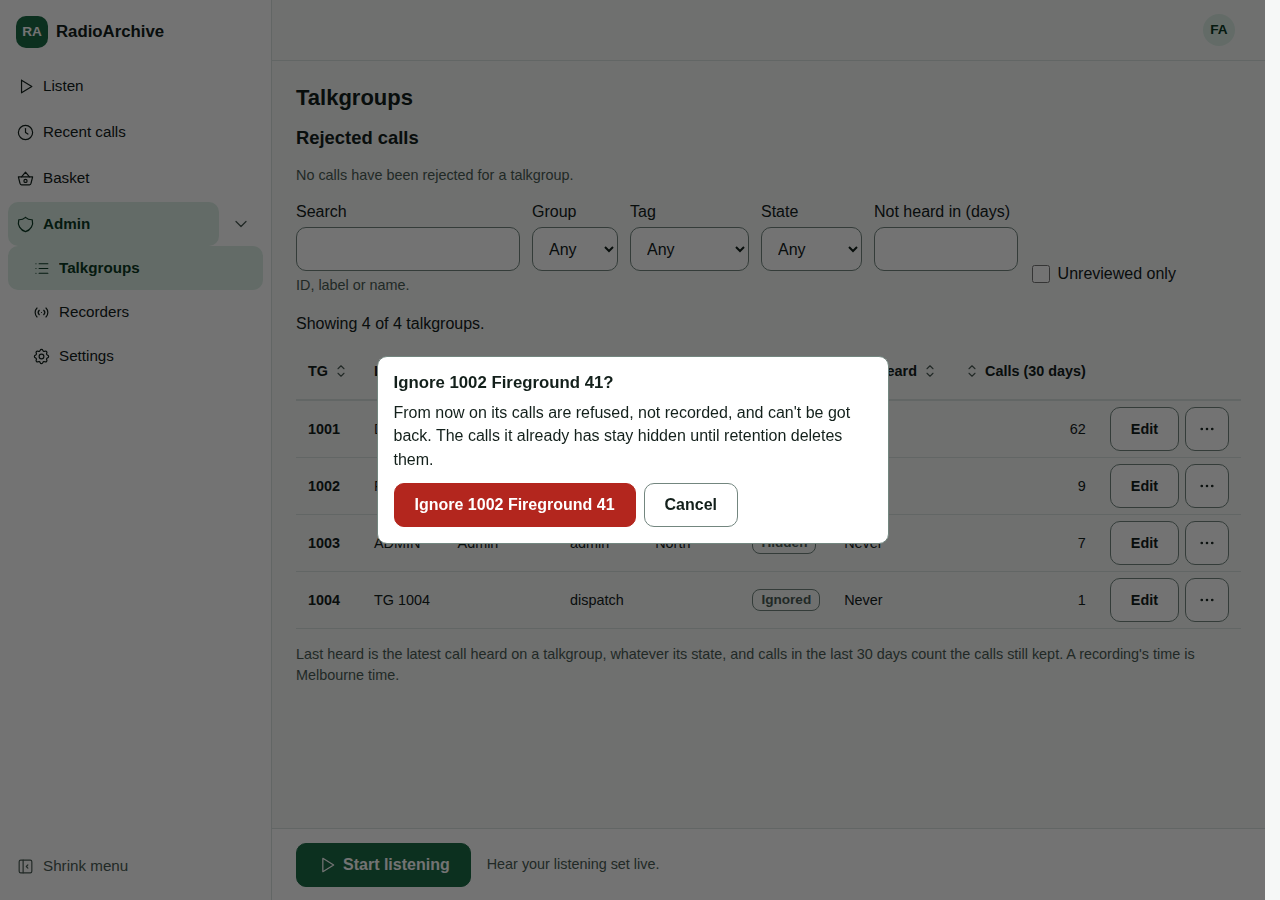 RA RadioArchive
FA
Listen
Recent calls
Basket
Admin
Talkgroups
Recorders
Settings
Shrink menu
Talkgroups
Rejected calls
No calls have been rejected for a talkgroup.
Search Group Tag State Not heard in (days)
Any Any Any
Unreviewed only
ID, label or name.
Showing 4 of 4 talkgroups.
TG Calls (30 days)
1001 62 Edit
1002 9 Edit
1003 ADMIN Admin admin North Hidden Never 7 Edit
1004 TG 1004 dispatch Ignored Never 1 Edit
Ignore 1002 Fireground 41?
From now on its calls are refused, not recorded, and can't be got
back. The calls it already has stay hidden until retention deletes
them.
Ignore 1002 Fireground 41 Cancel
Last heard is the latest call heard on a talkgroup, whatever its state, and calls in the last 30 days count the calls still kept. A recording's time is
Melbourne time.
Start listening Hear your listening set live.